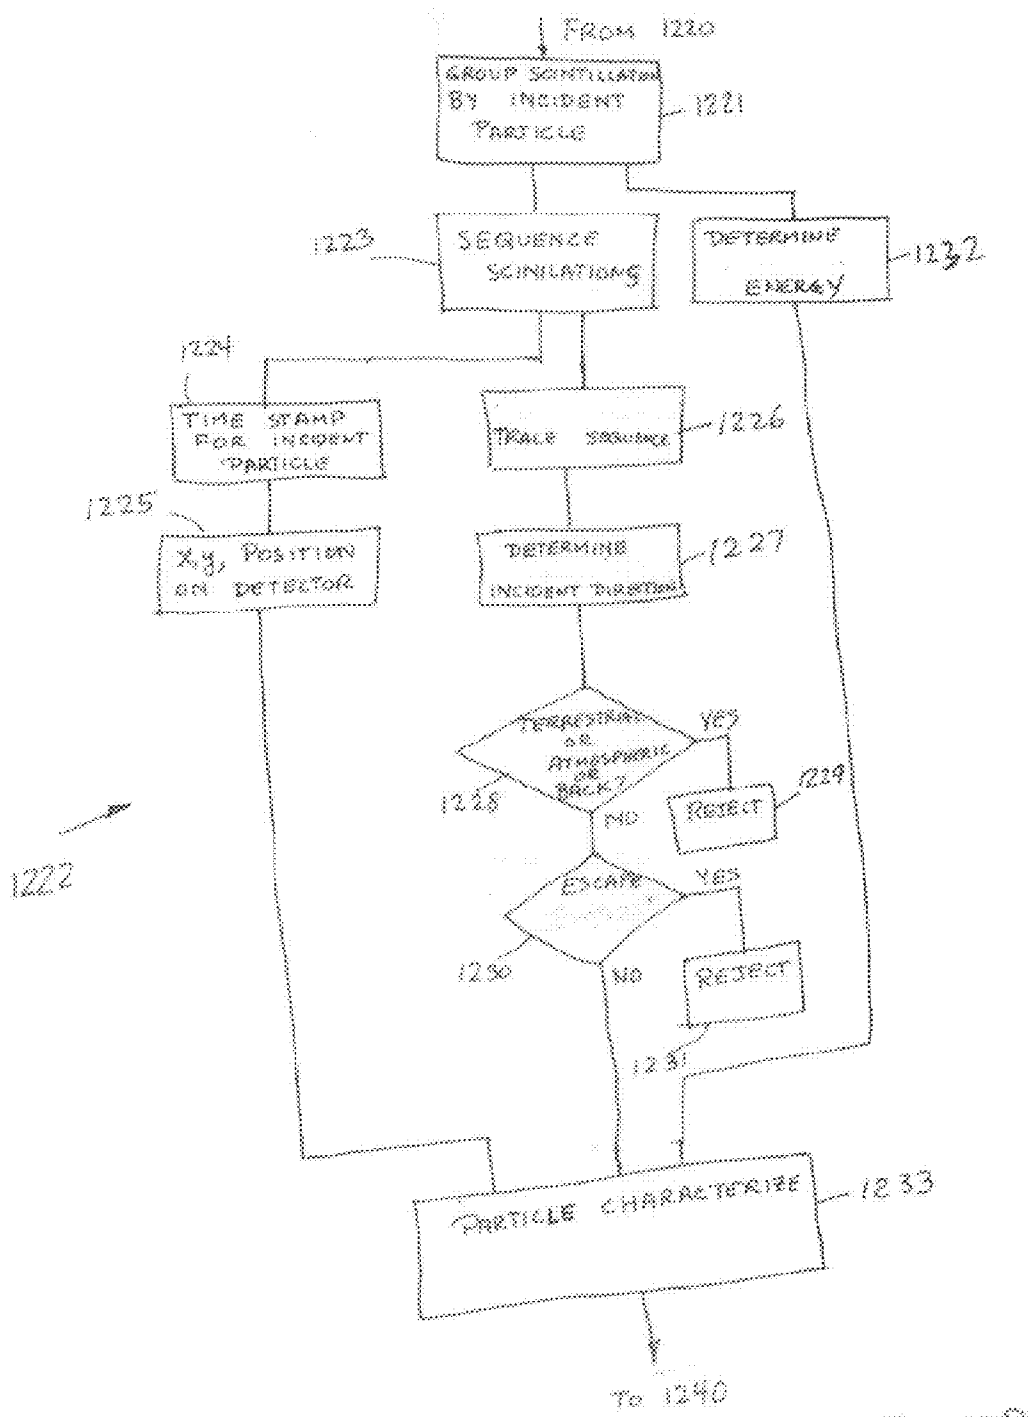 FROM 1220
GROUP SCINTILLATION
BY INCIDENT
PARTICLE
1221
1223
SEQUENCE
SCINILATIONS
DETERMINE
ENERGY
1232
1224
TIME STAMP
FOR INCIDENT
PARTICLE
TRACE SEQUENCE
1226
1225
X,y, POSITION
ON DETECTOR
DETERMINE
INCIDENT DIRECTION
1227
TERRESTRIAL
OR
ATMOSPHERIC
OR
BACK?
YES
1228
NO
REJECT
1229
1222
ESCAPE
YES
1230
NO
REJECT
1231
PARTICLE CHARACTERIZE
1233
To 1240